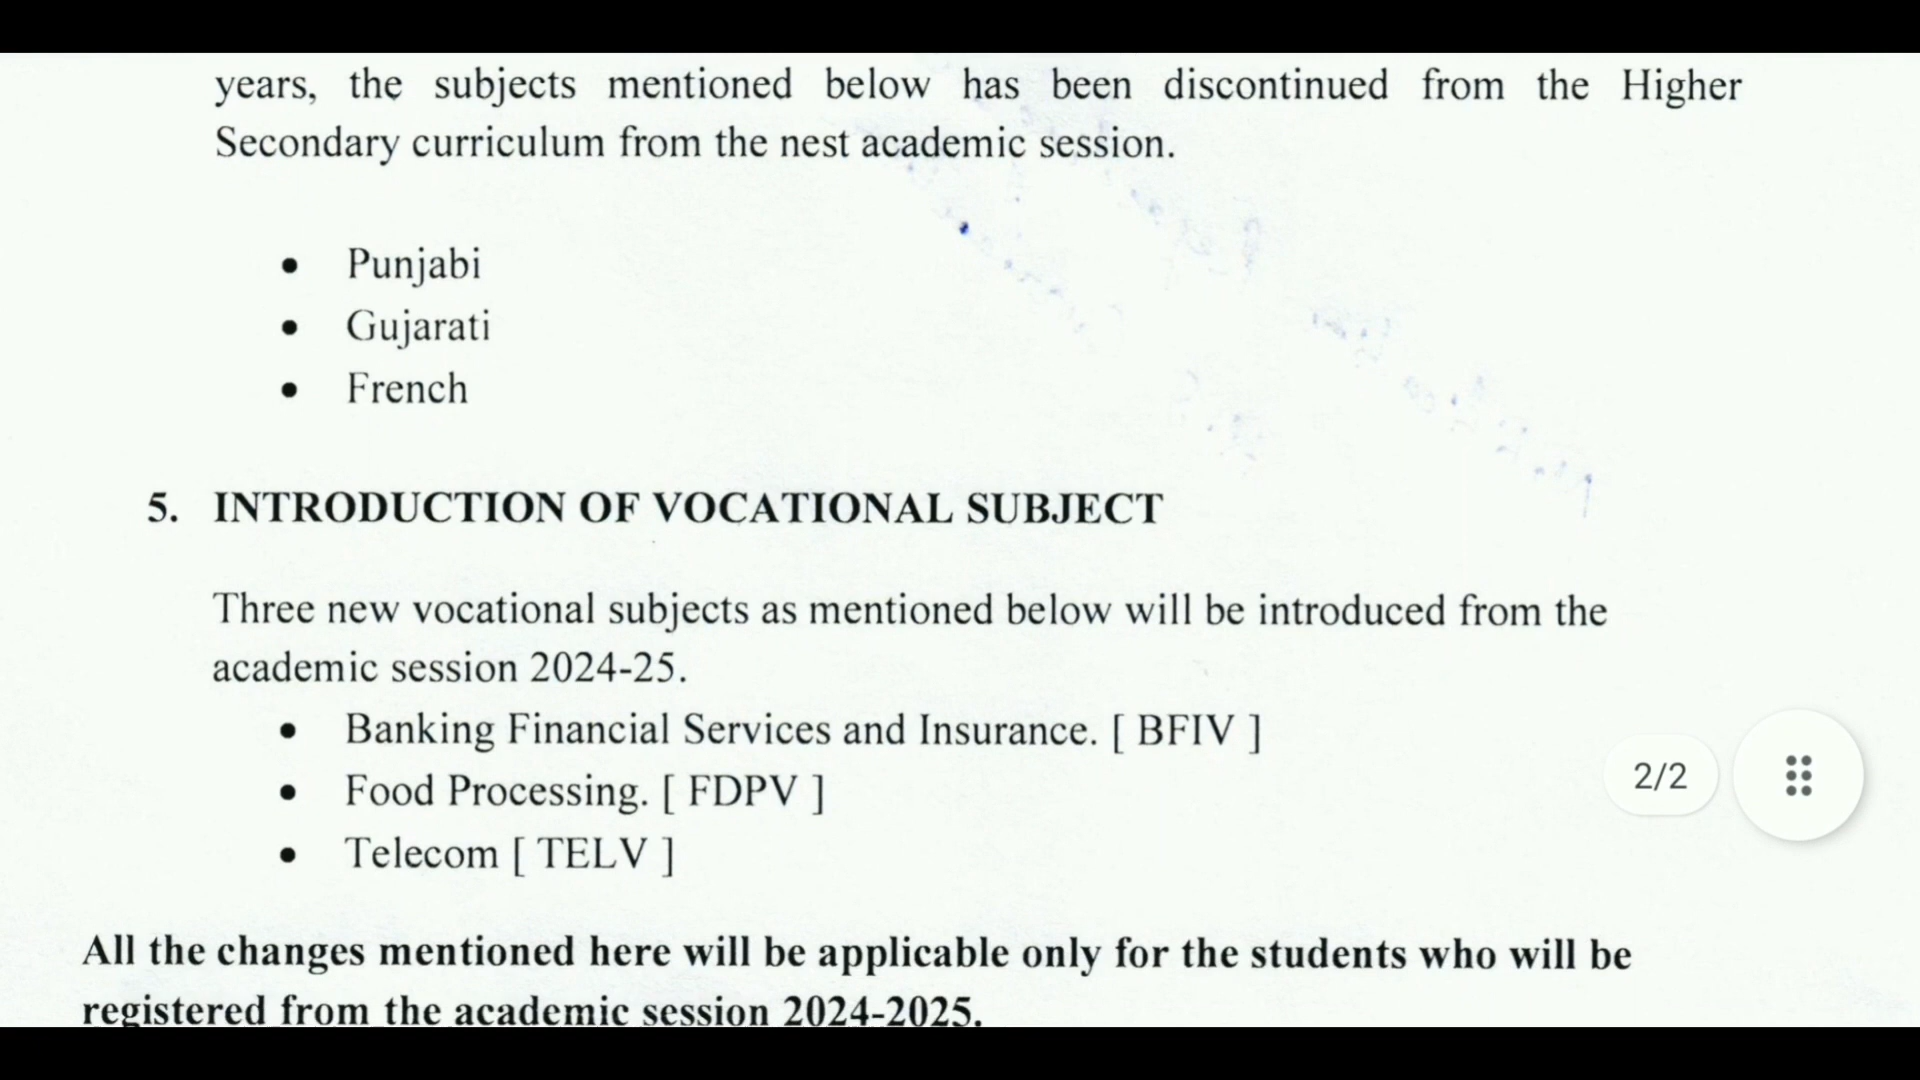 years, the subjects mentioned below has been discontinued from the Higher
Secondary curriculum from the nest academic session.
• Punjabi
• Gujarati
• French
5. INTRODUCTION OF VOCATIONAL SUBJECT
Three new vocational subjects as mentioned below will be introduced from the
academic session 2024-25.
• Banking Financial Services and Insurance. [ BFIV ]
• Food Processing. [ FDPV ]
2/2
• Telecom [ TELV ]
All the changes mentioned here will be applicable only for the students who will be
registered from the academic session 2024-2025.